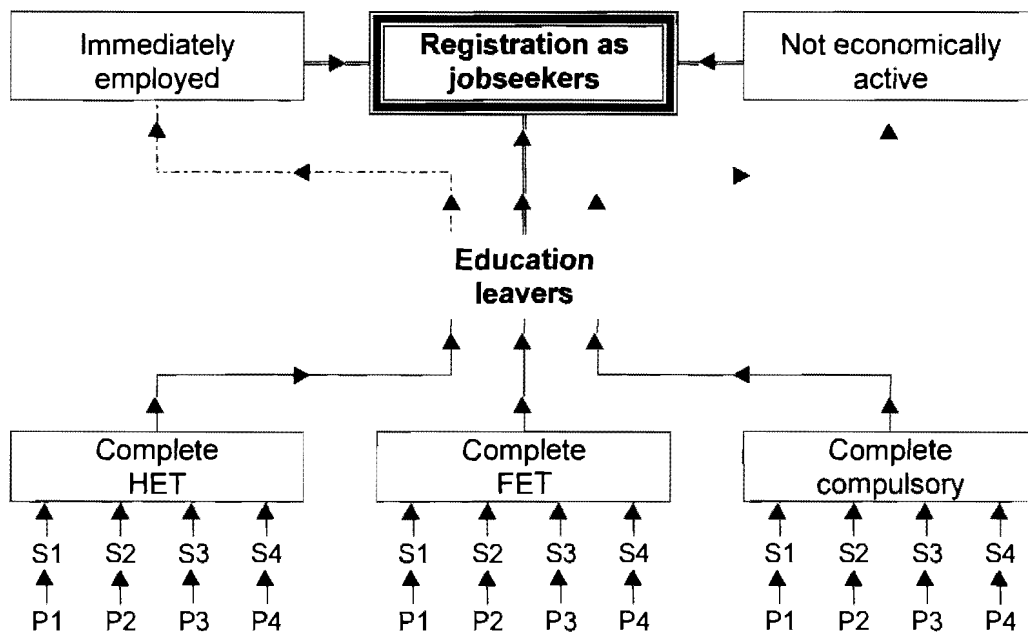 Immediately
employed
Registration as
jobseekers
Not economically
active
Education
leavers
Complete
HET
Complete
FET
Complete
compulsory
S1 S2 S3 S4 S1 S2 S3 S4 S1 S2 S3 S4
P1 P2 P3 P4 P1 P2 P3 P4 P1 P2 P3 P4